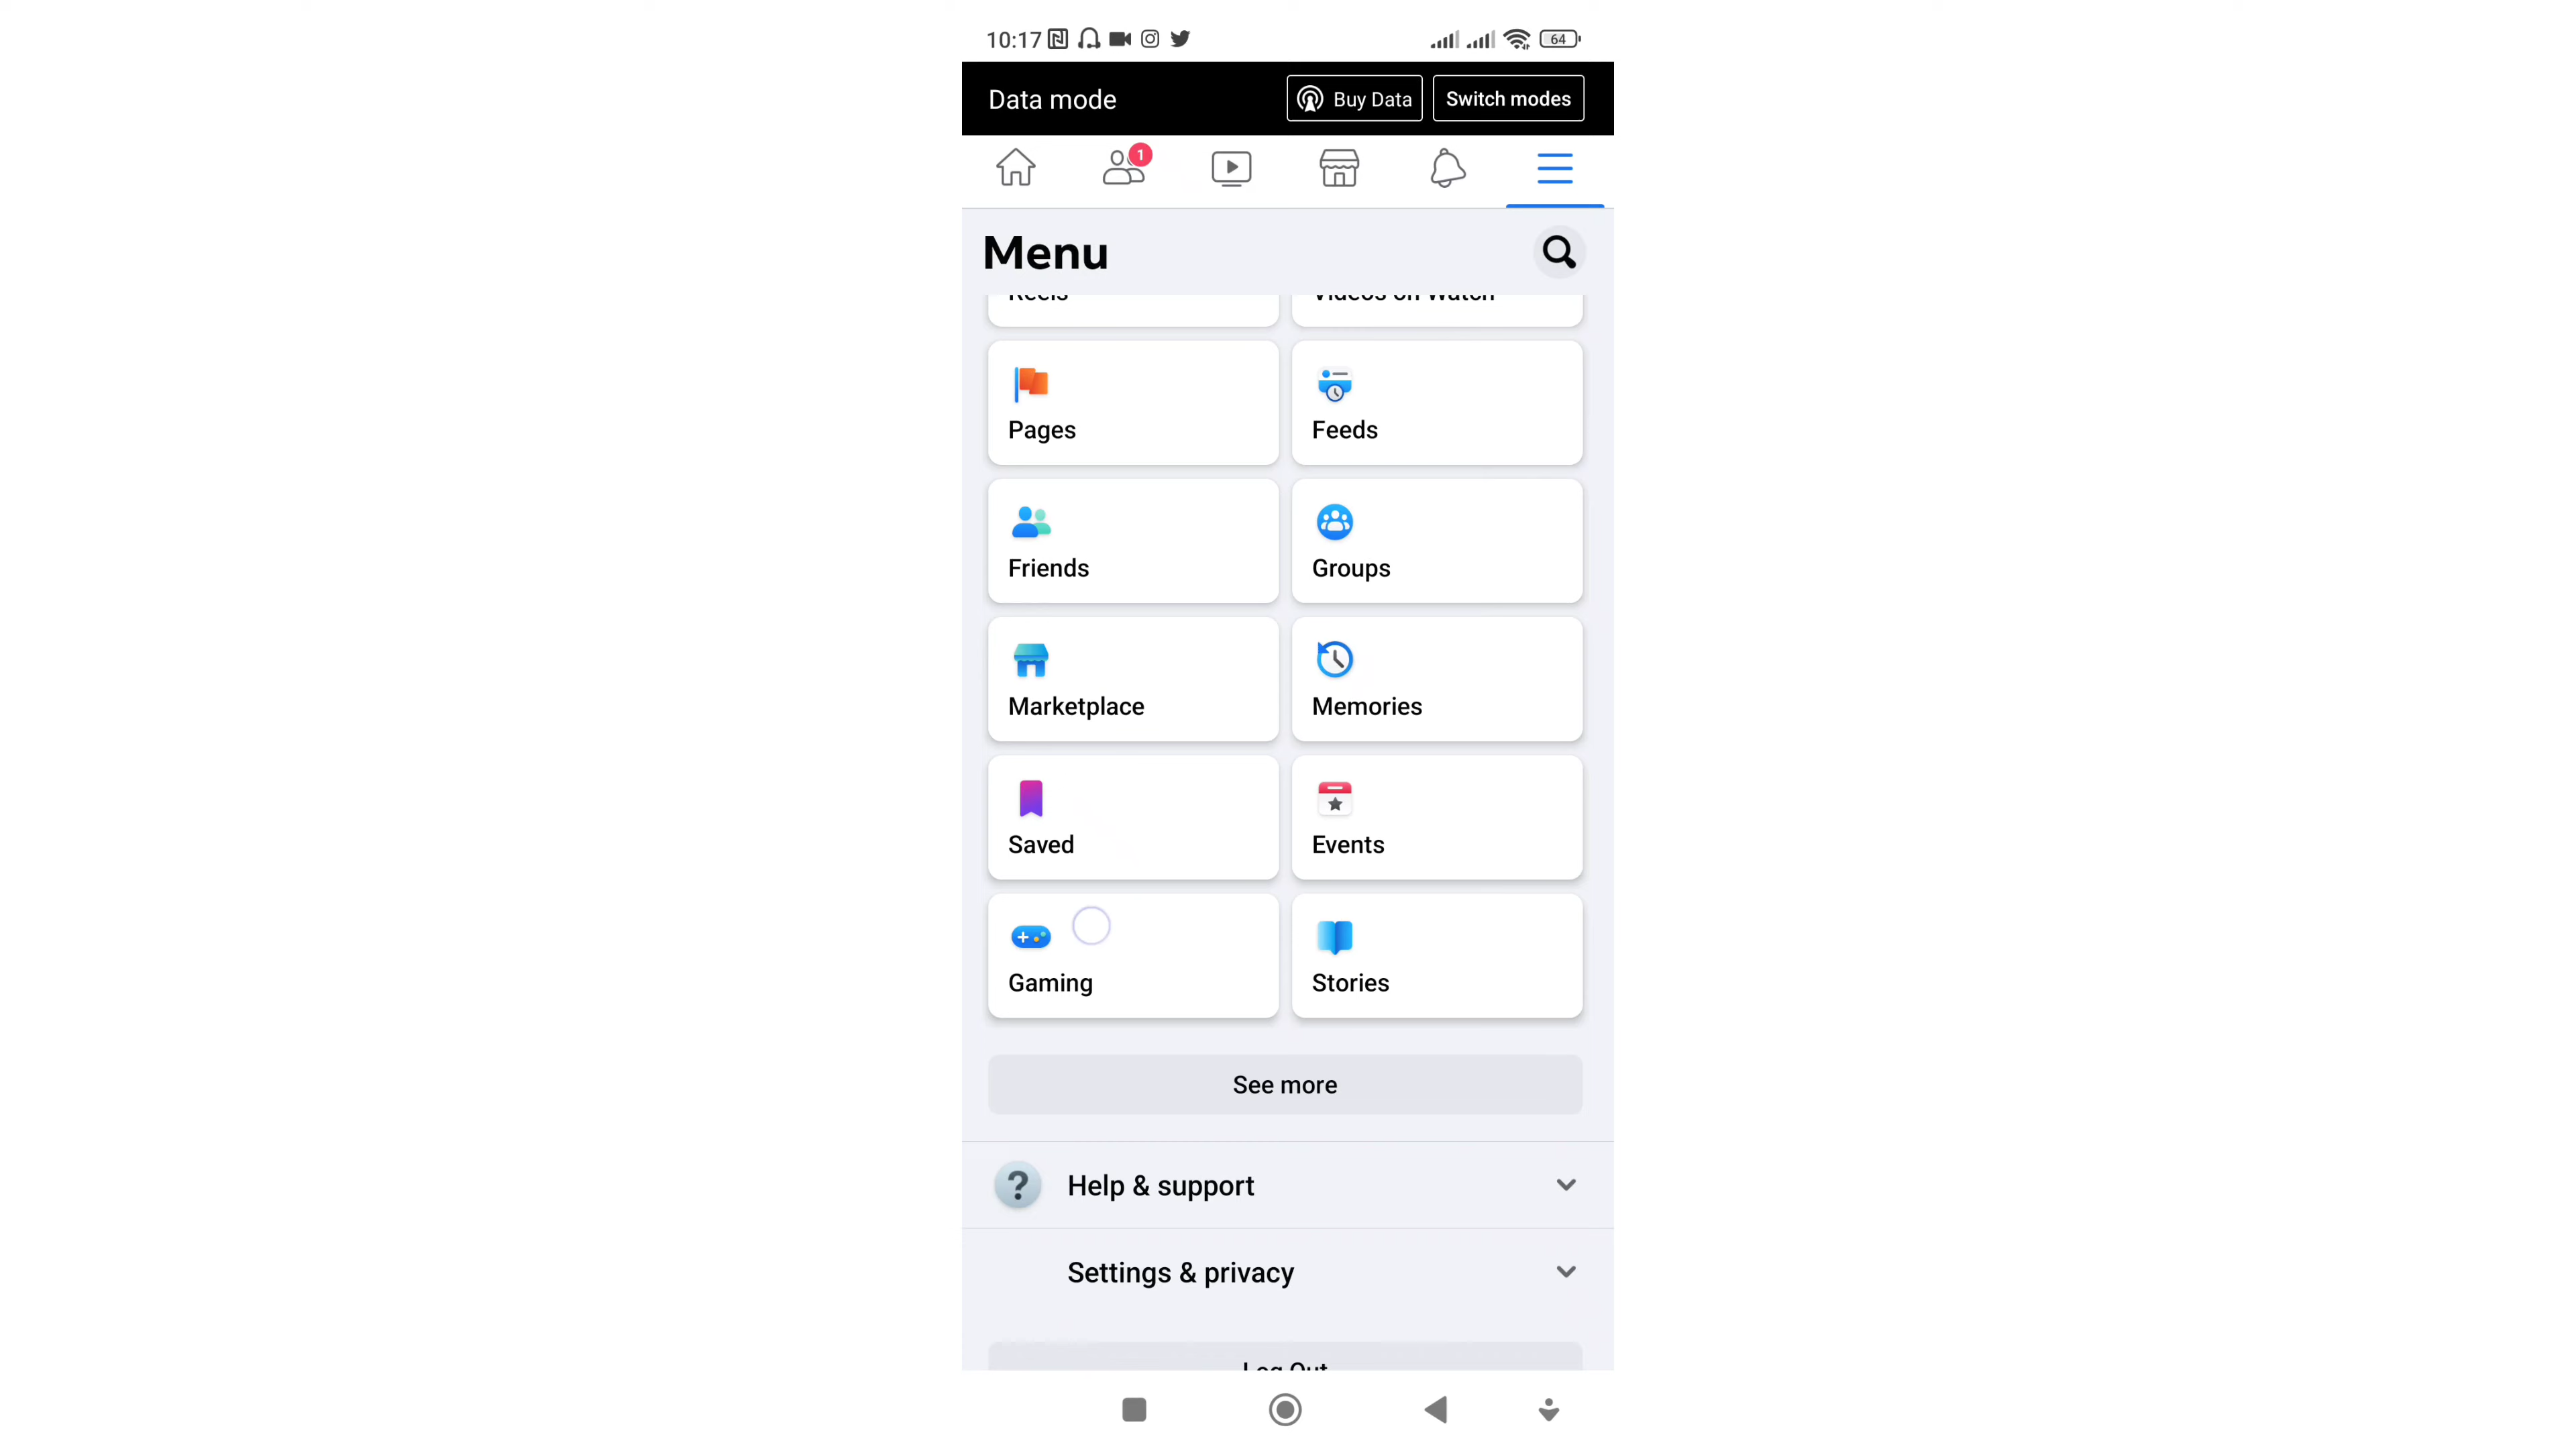 10:17 64
Data mode Buy Data Switch modes
1
Menu
Reels Videos on Watch
Pages Feeds
Friends Groups
Marketplace Memories
Saved Events
Gaming Stories
See more
? Help & support
Settings & privacy
Log Out